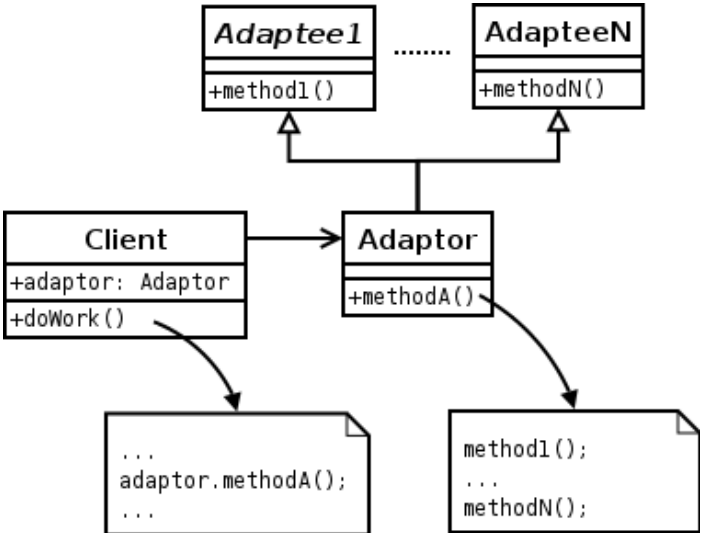 Adaptee1
+method1()
........
AdapteeN
+methodN()
Client
+adaptor: Adaptor
+doWork()
Adaptor
+methodA()
...
adaptor.methodA();
...
method1();
...
methodN();